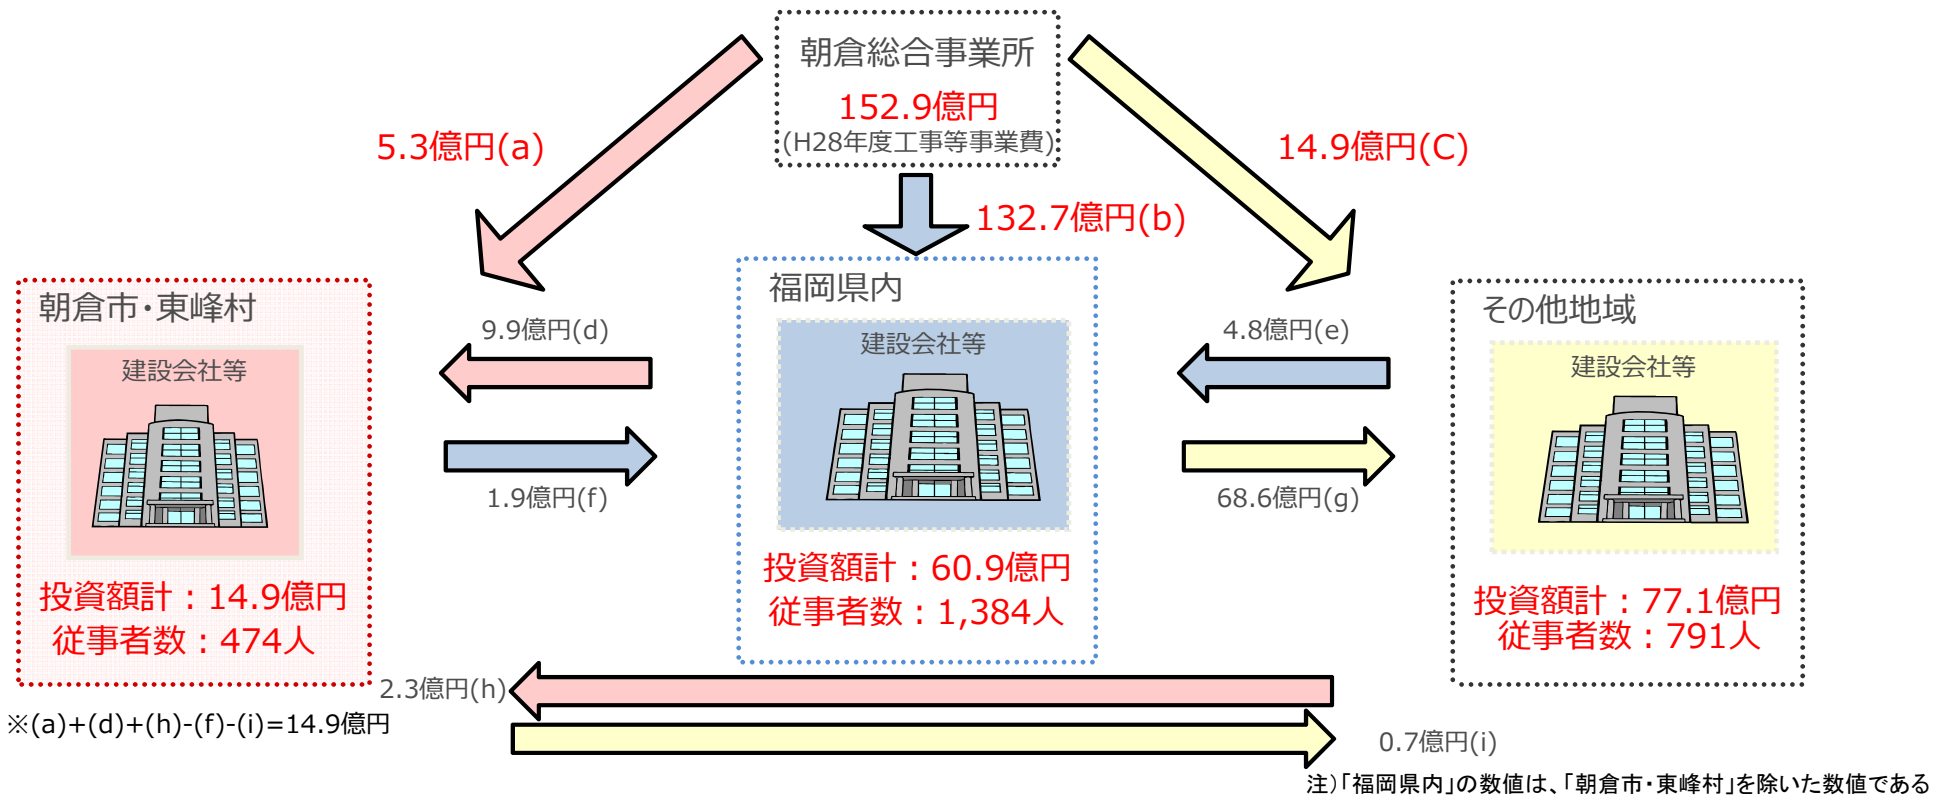 朝倉総合事業所
152.9億円
(H28年度工事等事業費)
5.3億円(a)
14.9億円(C)
132.7億円(b)
朝倉市・東峰村
建設会社等
投資額計：14.9億円
従事者数：474人
※(a)+(d)+(h)-(f)-(i)=14.9億円
9.9億円(d)
1.9億円(f)
福岡県内
建設会社等
投資額計：60.9億円
従事者数：1,384人
4.8億円(e)
68.6億円(g)
その他地域
建設会社等
投資額計：77.1億円
従事者数：791人
2.3億円(h)
0.7億円(i)
注)「福岡県内」の数値は、「朝倉市・東峰村」を除いた数値である